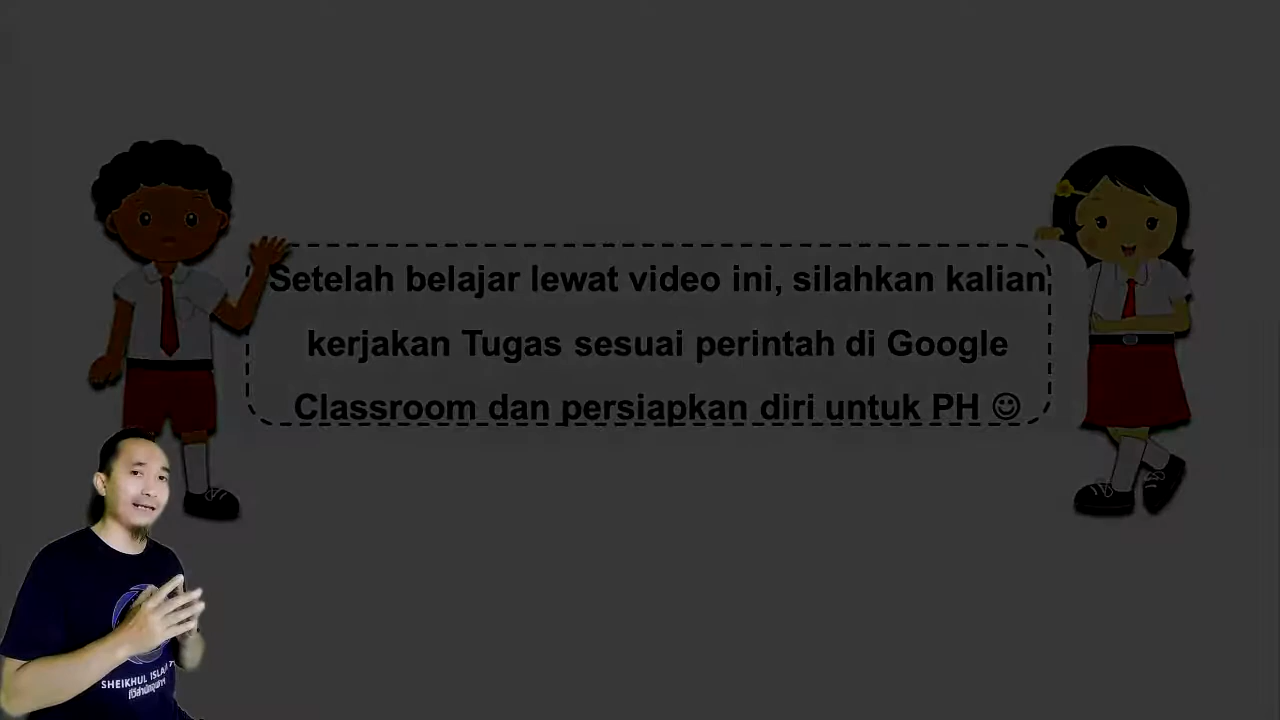 Setelah belajar lewat video ini, silahkan kalian
kerjakan Tugas sesuai perintah di Google
Classroom dan persiapkan diri untuk PH ☺
SHEIKHUL ISLA